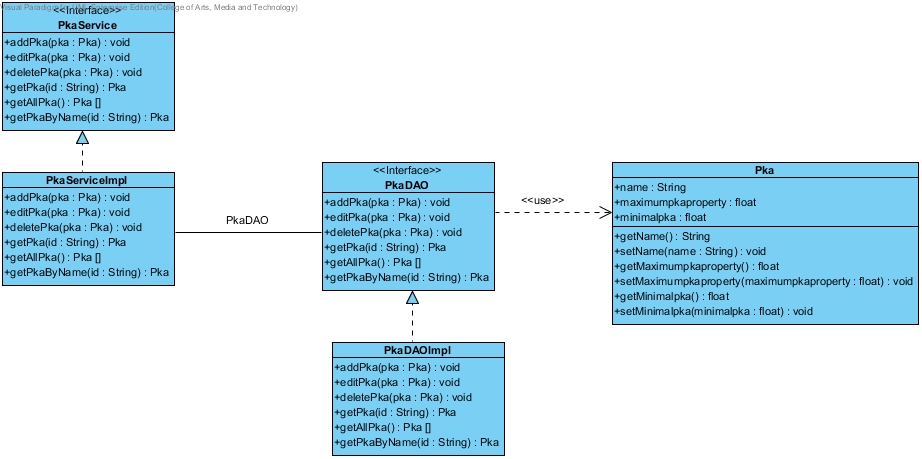 Visual Paradigm for UML Enterprise Edition(College of Arts, Media and Technology)
<<Interface>>
PkaService
+addPka(pka : Pka) : void
+editPka(pka : Pka) : void
+deletePka(pka : Pka) : void
+getPka(id : String) : Pka
+getAllPka() : Pka []
+getPkaByName(id : String) : Pka
PkaServiceImpl
+addPka(pka : Pka) : void
+editPka(pka : Pka) : void
+deletePka(pka : Pka) : void
+getPka(id : String) : Pka
+getAllPka() : Pka []
+getPkaByName(id : String) : Pka
PkaDAO
<<Interface>>
PkaDAO
+addPka(pka : Pka) : void
+editPka(pka : Pka) : void
+deletePka(pka : Pka) : void
+getPka(id : String) : Pka
+getAllPka() : Pka []
+getPkaByName(id : String) : Pka
<<use>>
Pka
+name : String
+maximumpkaproperty : float
+minimalpka : float
+getName() : String
+setName(name : String) : void
+getMaximumpkaproperty() : float
+setMaximumpkaproperty(maximumpkaproperty : float) : void
+getMinimalpka() : float
+setMinimalpka(minimalpka : float) : void
PkaDAOImpl
+addPka(pka : Pka) : void
+editPka(pka : Pka) : void
+deletePka(pka : Pka) : void
+getPka(id : String) : Pka
+getAllPka() : Pka []
+getPkaByName(id : String) : Pka